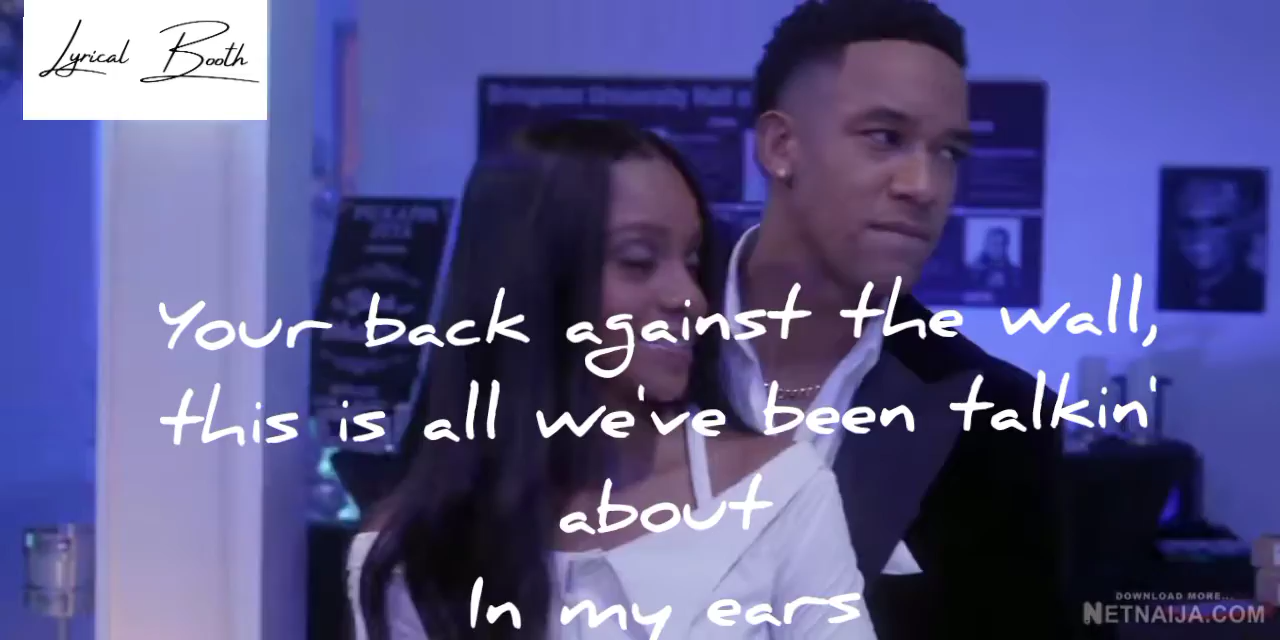 Lyrical Booth
Your back against the wall,
this is all we've been talkin'
about
In my ears
DOWNLOAD MORE...
NETNAIJA.COM